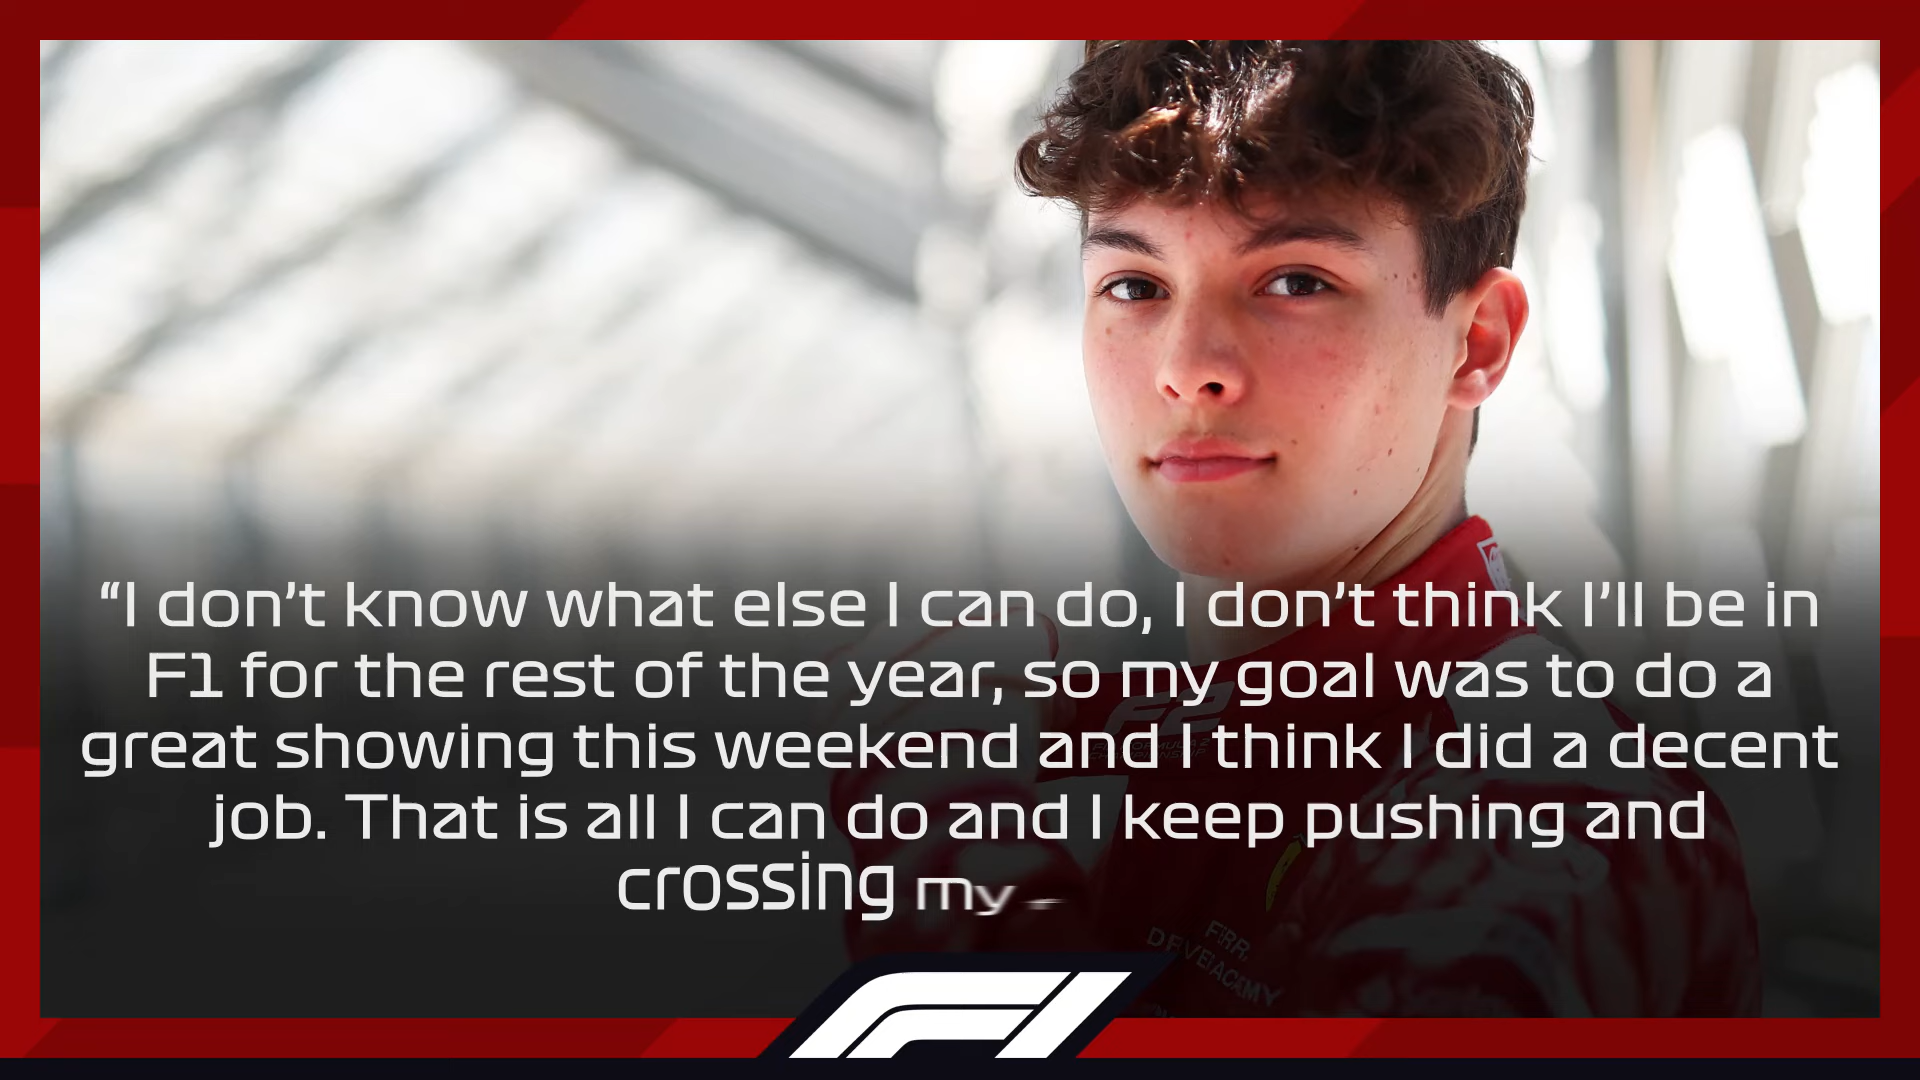 “I don’t know what else I can do, I don’t think I’ll be in
F1 for the rest of the year, so my goal was to do a
great showing this weekend and I think I did a decent
job. That is all I can do and I keep pushing and
crossing my
F2
F1